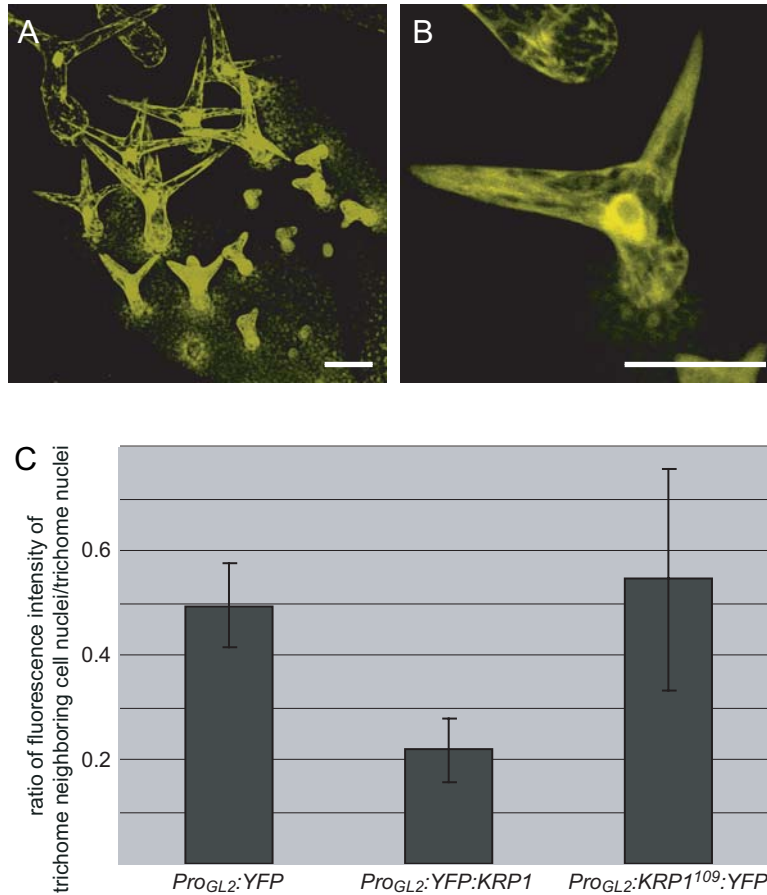 A
B
C
ratio of fluorescence intensity of
trichome neighboring cell nuclei/trichome nuclei
0.6
0.4
0.2
ProGL2:YFP
ProGL2:YFP:KRP1
ProGL2:KRP1109:YFP